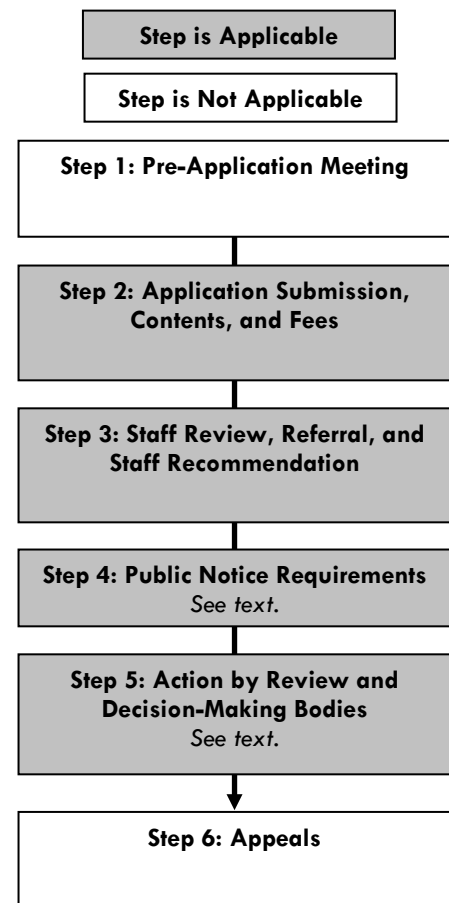 Step is Applicable
Step is Not Applicable
Step 1: Pre-Application Meeting
Step 2: Application Submission,
Contents, and Fees
Step 3: Staff Review, Referral, and
Staff Recommendation
Step 4: Public Notice Requirements
See text.
Step 5: Action by Review and
Decision-Making Bodies
See text.
Step 6: Appeals